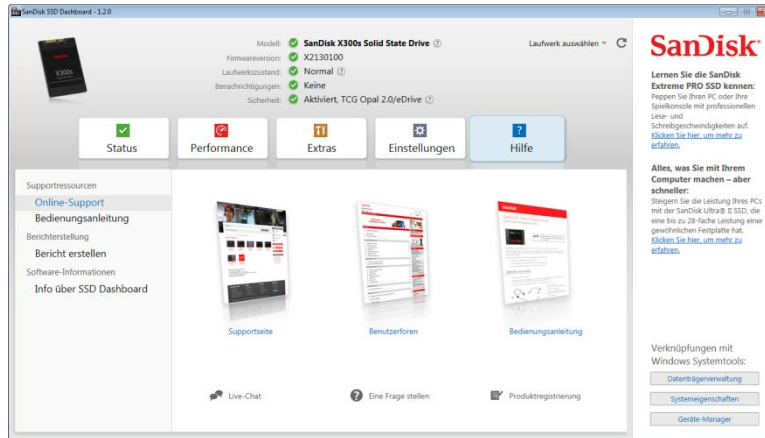 SanDisk SSD Dashboard - 1.2.0
X300s
Modell: SanDisk X300s Solid State Drive
Firmwareversion: X2130100
Laufwerkszustand: Normal
Benachrichtigungen: Keine
Sicherheit: Aktiviert, TCG Opal 2.0/eDrive
Laufwerk auswählen
Status
Performance
Extras
Einstellungen
Hilfe
Supportressourcen
Online-Support
Bedienungsanleitung
Berichterstellung
Bericht erstellen
Software-Informationen
Info über SSD Dashboard
Supportseite
Benutzerforen
Bedienungsanleitung
Live-Chat
Eine Frage stellen
Produktregistrierung
SanDisk
Lernen Sie die SanDisk
Extreme PRO SSD kennen:
Peppen Sie Ihren PC oder Ihre
Spielkonsole mit professionellen
Lese- und
Schreibgeschwindigkeiten auf.
Klicken Sie hier, um mehr zu
erfahren.
Alles, was Sie mit Ihrem
Computer machen – aber
schneller:
Steigern Sie die Leistung Ihres PCs
mit der SanDisk Ultra® II SSD, die
eine bis zu 28-fache Leistung einer
gewöhnlichen Festplatte hat.
Klicken Sie hier, um mehr zu
erfahren.
Verknüpfungen mit
Windows Systemtools:
Datenträgerverwaltung
Systemeigenschaften
Geräte-Manager